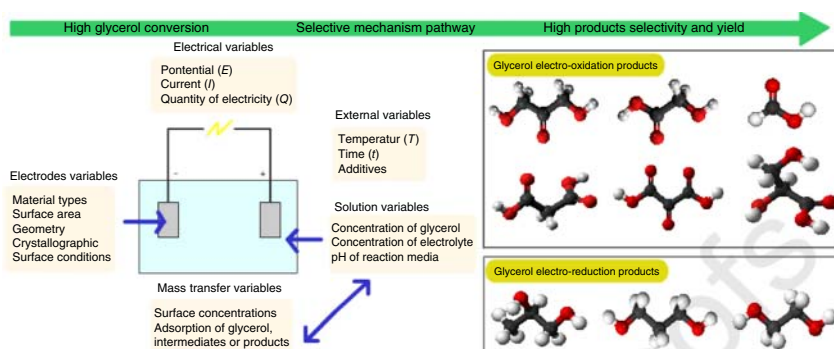 High glycerol conversion
Selective mechanism pathway
High products selectivity and yield
Electrical variables
Pontential (E)
Current (I)
Quantity of electricity (Q)
External variables
Temperatur (T)
Time (t)
Additives
Electrodes variables
Material types
Surface area
Geometry
Crystallographic
Surface conditions
-
+
Solution variables
Concentration of glycerol
Concentration of electrolyte
pH of reaction media
Mass transfer variables
Surface concentrations
Adsorption of glycerol,
intermediates or products
Glycerol electro-oxidation products
Glycerol electro-reduction products